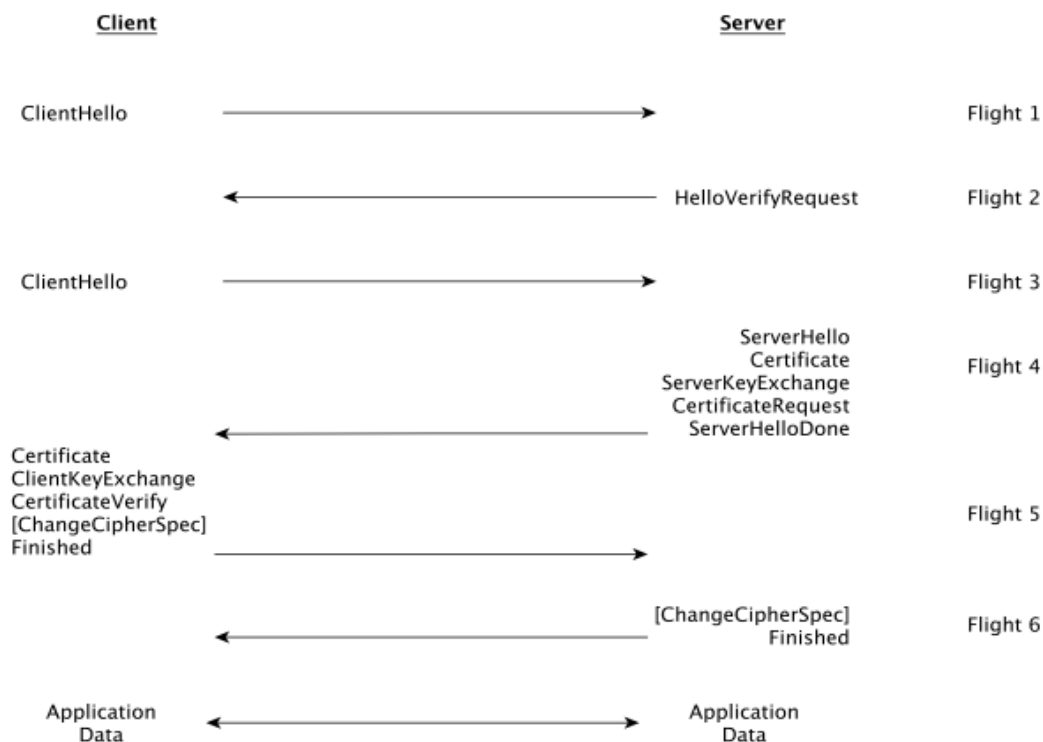 Client Server
ClientHello Flight 1
HelloVerifyRequest Flight 2
ClientHello Flight 3
ServerHello
Certificate
ServerKeyExchange
CertificateRequest
ServerHelloDone
Flight 4
Certificate
ClientKeyExchange
CertificateVerify
[ChangeCipherSpec]
Finished
Flight 5
[ChangeCipherSpec]
Finished
Flight 6
Application
Data
Application
Data